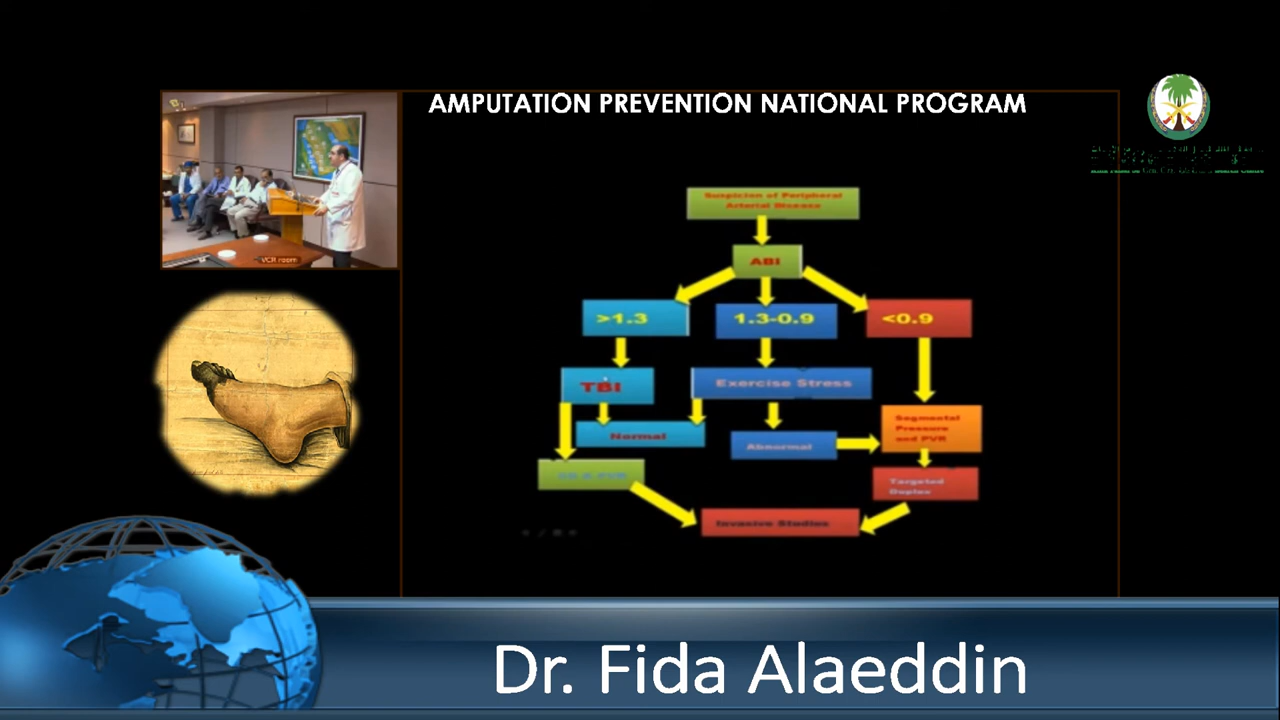 AMPUTATION PREVENTION NATIONAL PROGRAM
VCR room
Suspicion of Peripheral
Arterial Disease
ABI
>1.3
1.3-0.9
<0.9
TBI
Exercise Stress
Normal
Abnormal
Segmental
Pressure
and PVR
Targeted
Duplex
Invasive Studies
Dr. Fida Alaeddin